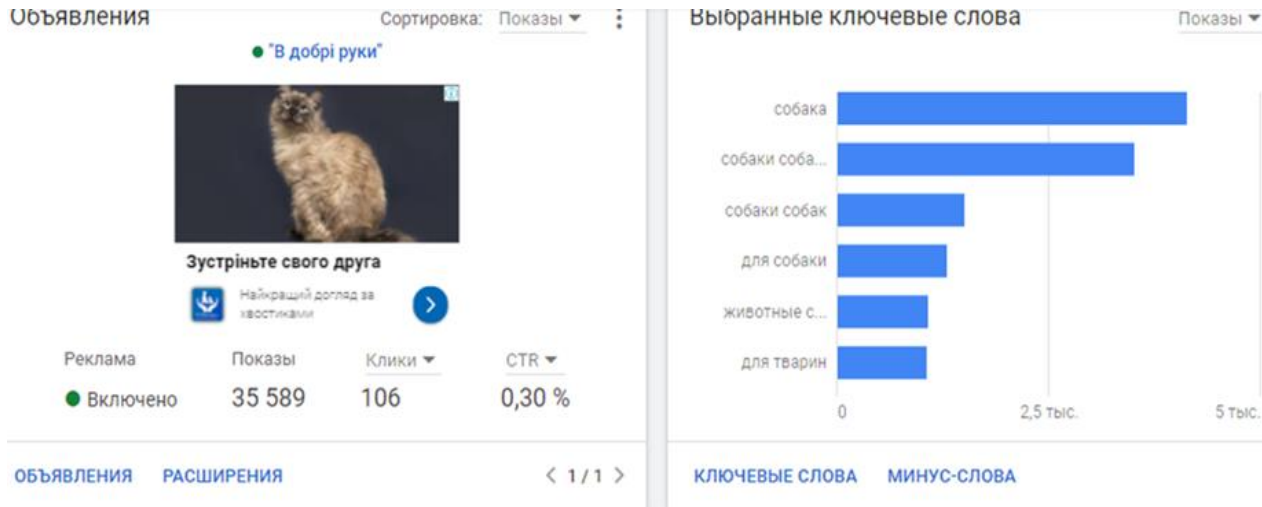 Объявления
Сортировка: Показы
"В добрі руки"
Зустріньте свого друга
Найкращий догляд за
хвостиками
Реклама Показы Клики CTR
Включено 35 589 106 0,30 %
ОБЪЯВЛЕНИЯ РАСШИРЕНИЯ < 1 / 1 >
Выбранные ключевые слова
Показы
собака
собаки соба...
собаки собак
для собаки
животные с...
для тварин
0 2,5 тыс. 5 тыс.
КЛЮЧЕВЫЕ СЛОВА МИНУС-СЛОВА